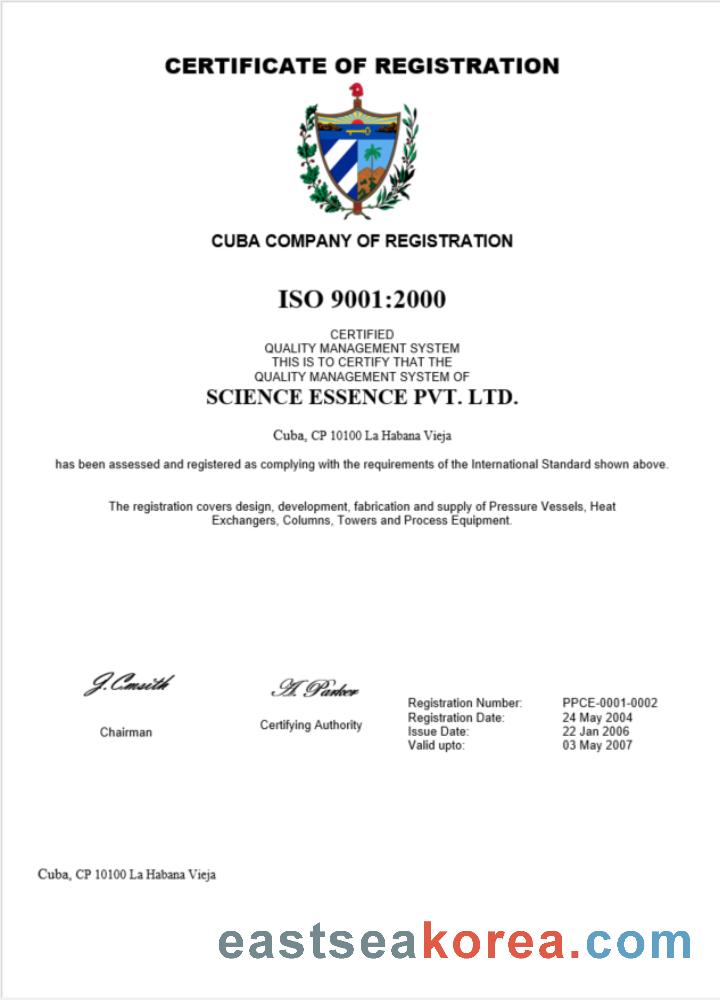 CERTIFICATE OF REGISTRATION
CUBA COMPANY OF REGISTRATION
ISO 9001:2000
CERTIFIED
QUALITY MANAGEMENT SYSTEM
THIS IS TO CERTIFY THAT THE
QUALITY MANAGEMENT SYSTEM OF
SCIENCE ESSENCE PVT. LTD.
Cuba, CP 10100 La Habana Vieja
has been assessed and registered as complying with the requirements of the International Standard shown above.
The registration covers design, development, fabrication and supply of Pressure Vessels, Heat
Exchangers, Columns, Towers and Process Equipment.
J.Cmsith
A. Parker
Chairman
Certifying Authority
Registration Number: PPCE-0001-0002
Registration Date: 24 May 2004
Issue Date: 22 Jan 2006
Valid upto: 03 May 2007
Cuba, CP 10100 La Habana Vieja
eastseakorea.com